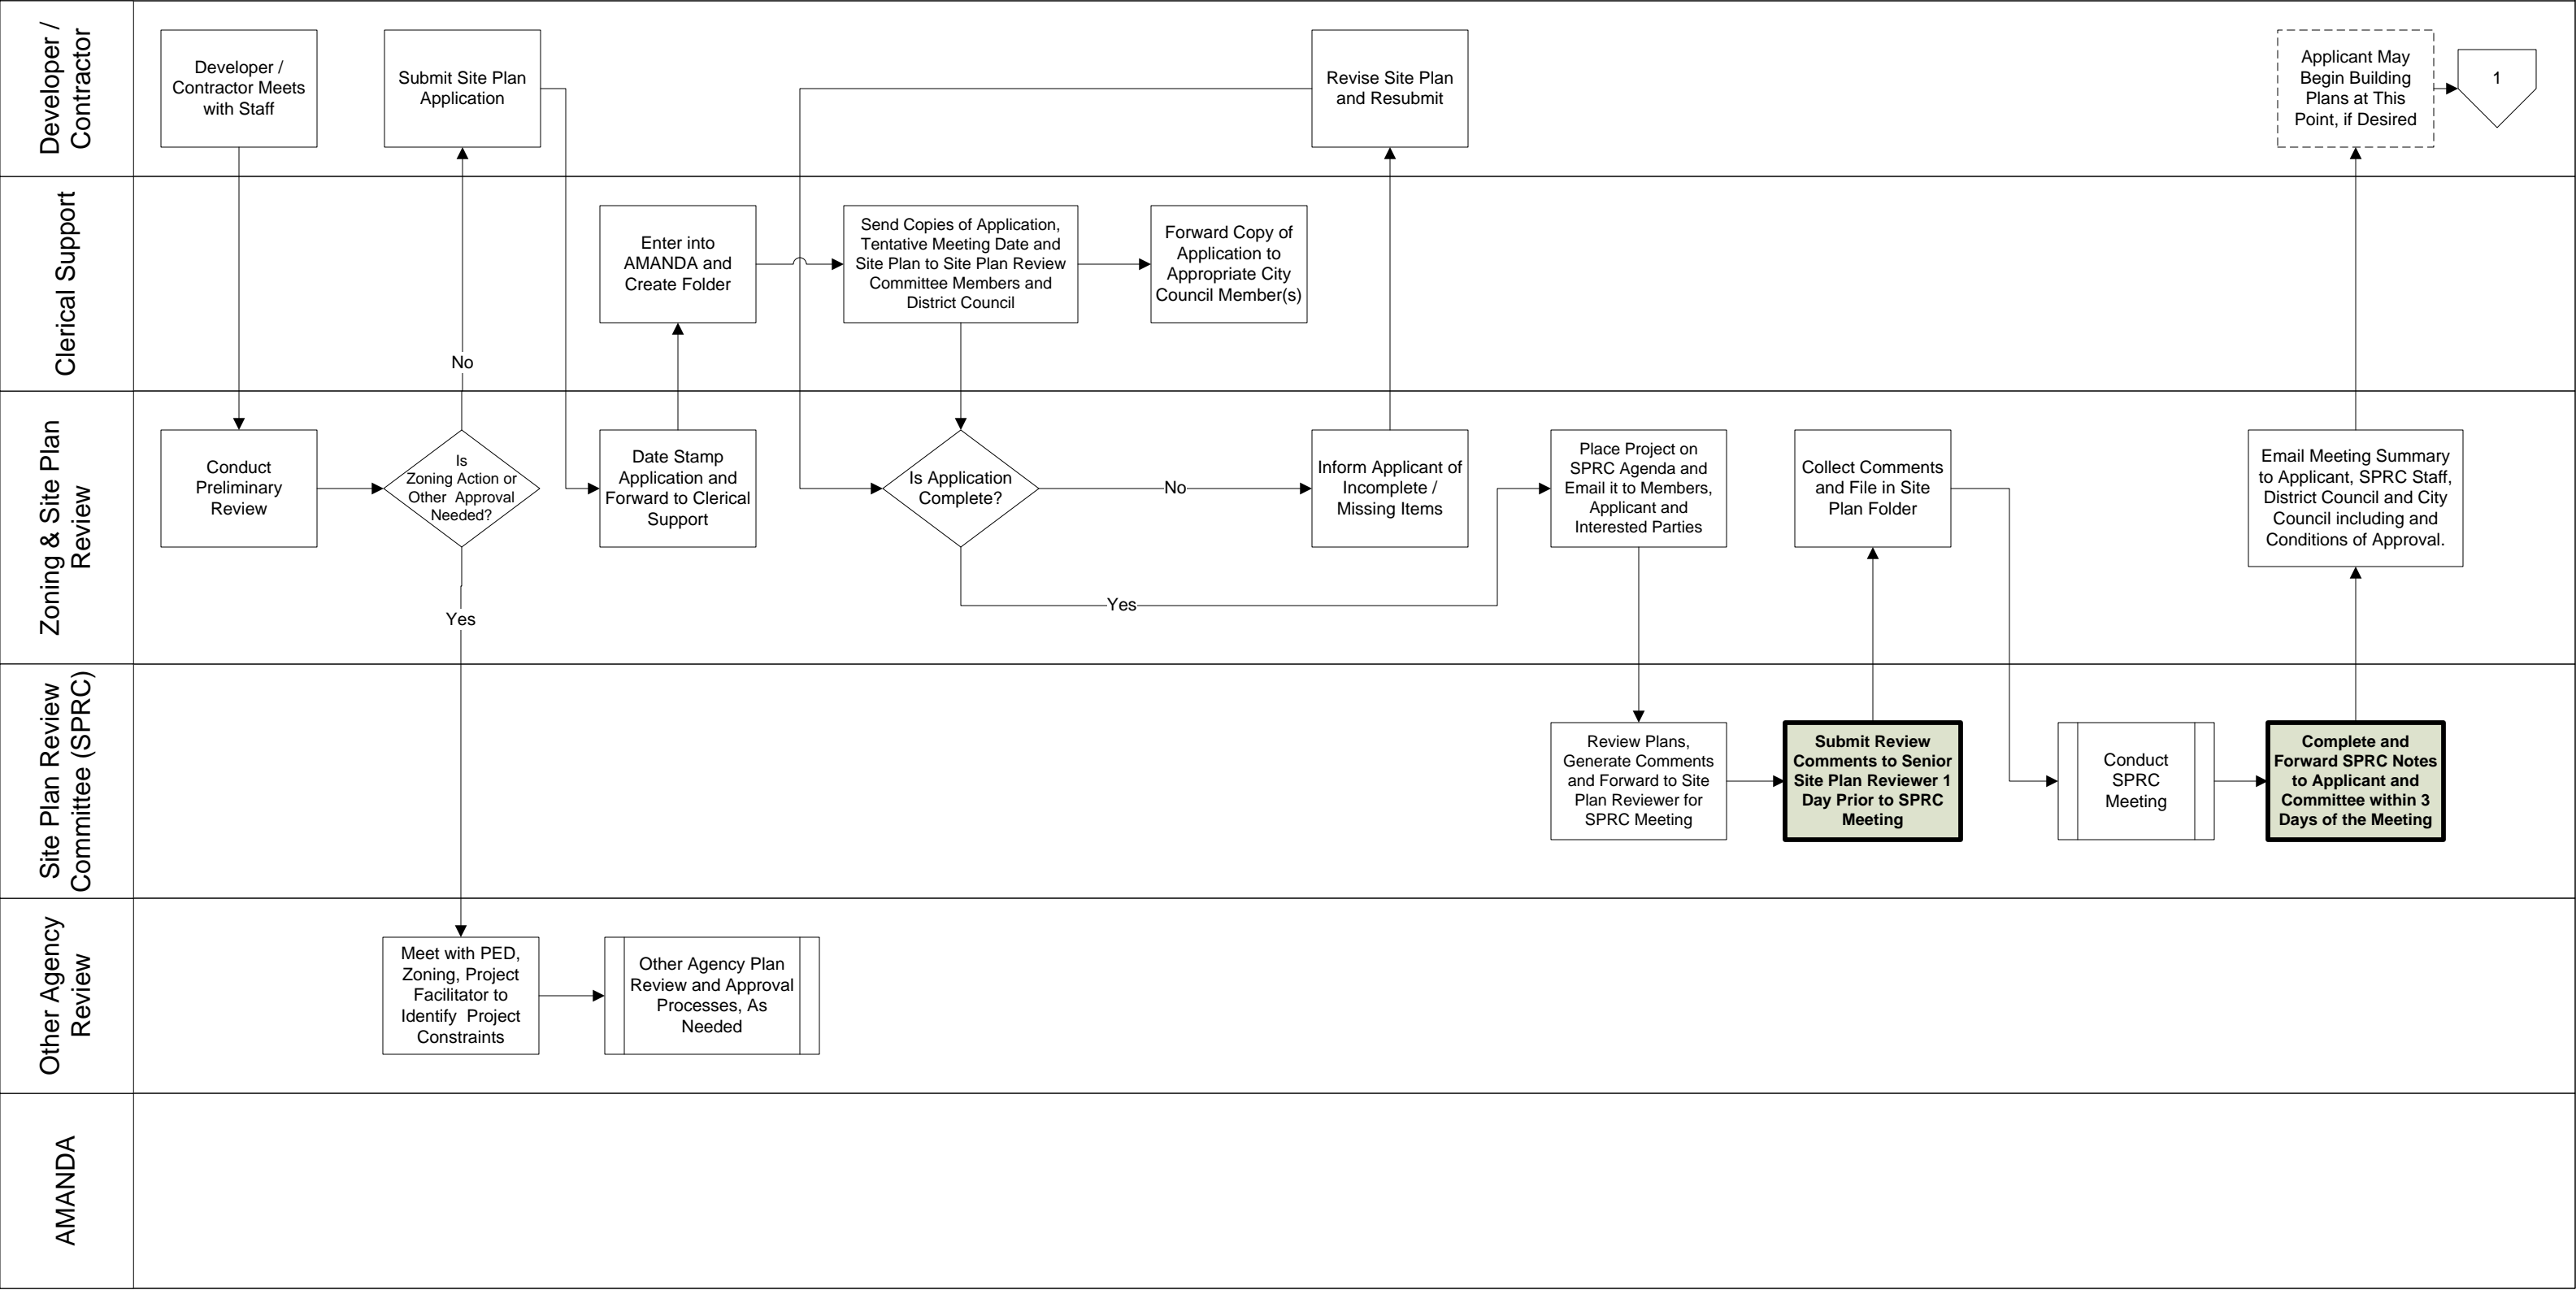 Developer /
Contractor
Developer /
Contractor Meets
with Staff
Submit Site Plan
Application
Revise Site Plan
and Resubmit
Applicant May
Begin Building
Plans at This
Point, if Desired
1
Clerical Support
Enter into
AMANDA and
Create Folder
Send Copies of Application,
Tentative Meeting Date and
Site Plan to Site Plan Review
Committee Members and
District Council
Forward Copy of
Application to
Appropriate City
Council Member(s)
No
Zoning & Site Plan
Review
Conduct
Preliminary
Review
Is
Zoning Action or
Other Approval
Needed?
Date Stamp
Application and
Forward to Clerical
Support
Is Application
Complete?
No
Inform Applicant of
Incomplete /
Missing Items
Place Project on
SPRC Agenda and
Email it to Members,
Applicant and
Interested Parties
Collect Comments
and File in Site
Plan Folder
Email Meeting Summary
to Applicant, SPRC Staff,
District Council and City
Council including and
Conditions of Approval.
Yes
Yes
Site Plan Review
Committee (SPRC)
Review Plans,
Generate Comments
and Forward to Site
Plan Reviewer for
SPRC Meeting
Submit Review
Comments to Senior
Site Plan Reviewer 1
Day Prior to SPRC
Meeting
Conduct
SPRC
Meeting
Complete and
Forward SPRC Notes
to Applicant and
Committee within 3
Days of the Meeting
Other Agency
Review
Meet with PED,
Zoning, Project
Facilitator to
Identify Project
Constraints
Other Agency Plan
Review and Approval
Processes, As
Needed
AMANDA